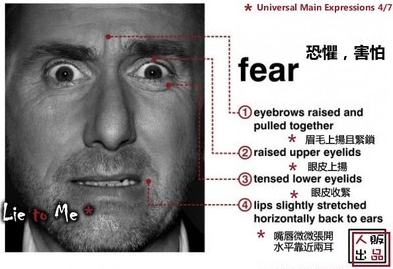 * Universal Main Expressions 4/7
fear 恐懼，害怕
① eyebrows raised and
pulled together
* 眉毛上揚且緊鎖
② raised upper eyelids
* 眼皮上揚
③ tensed lower eyelids
* 眼皮收緊
④ lips slightly stretched
horizontally back to ears
* 嘴唇微微張開
水平靠近兩耳
Lie to Me *
人販
出品